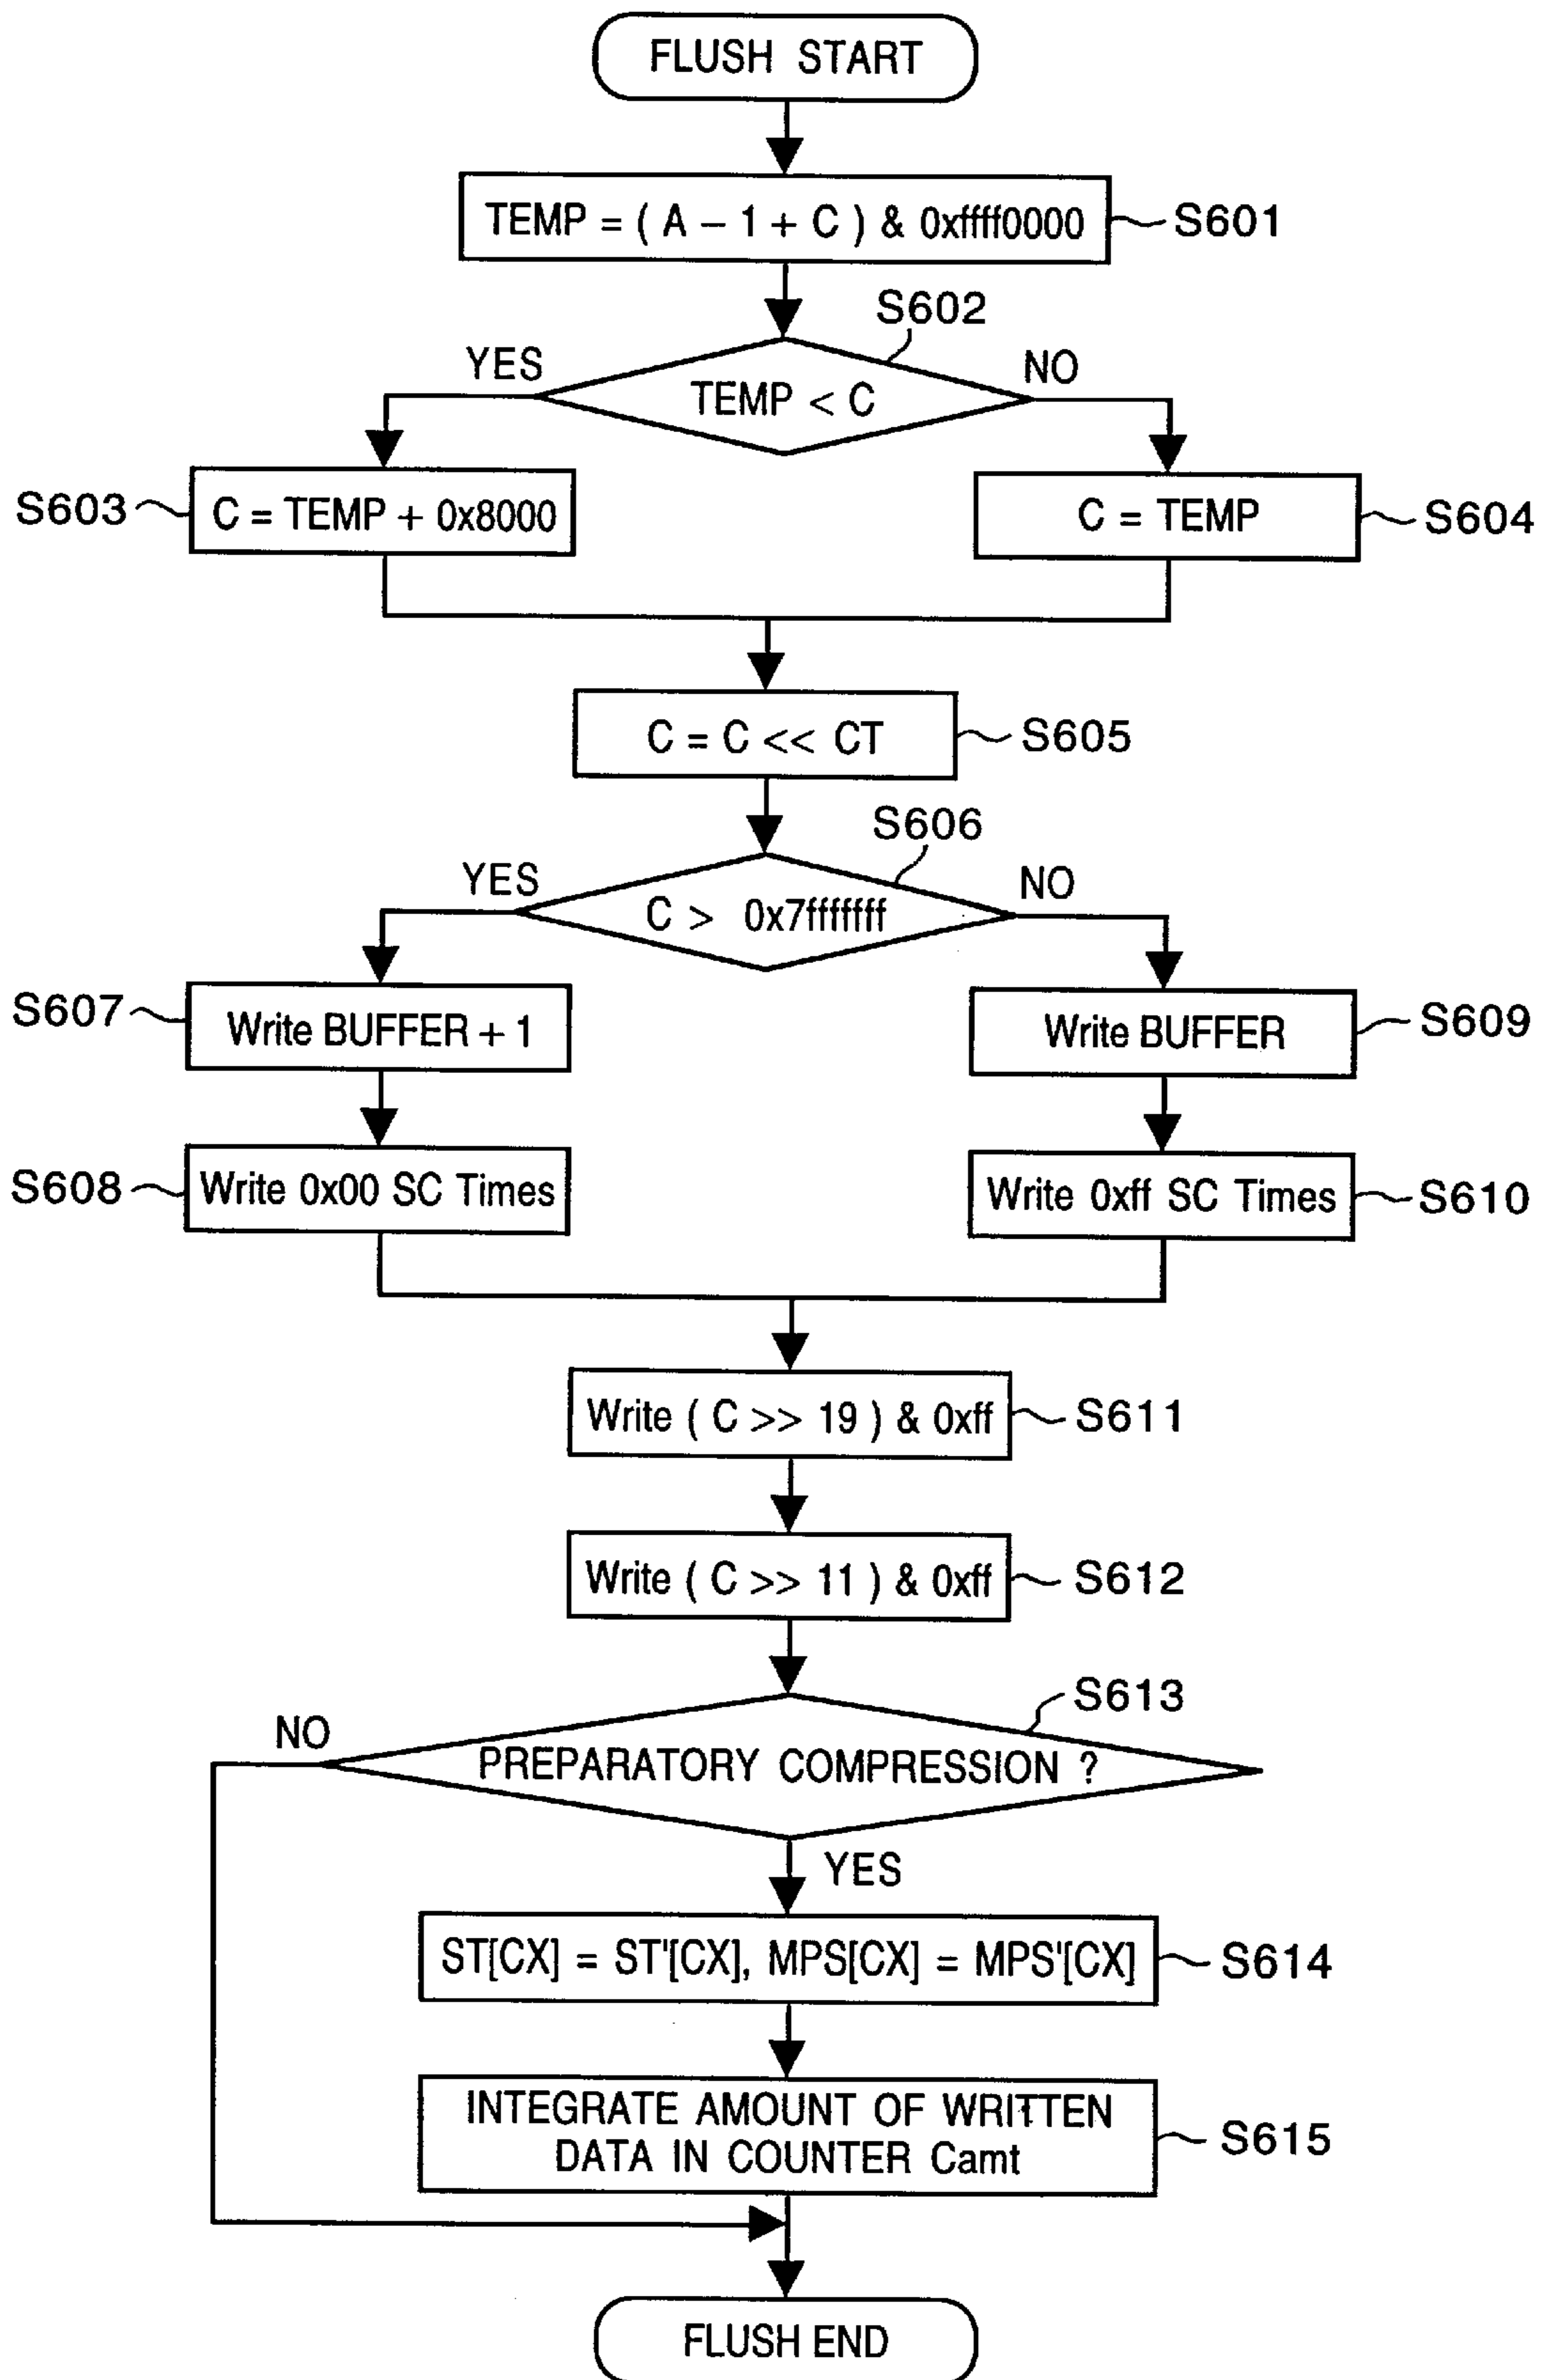 FLUSH START
TEMP = ( A − 1 + C ) & 0xffff0000
S601
S602
YES
NO
TEMP < C
S603
C = TEMP + 0x8000
C = TEMP
S604
C = C << CT
S605
S606
YES
NO
C > 0x7fffffff
S607
Write BUFFER + 1
Write BUFFER
S609
S608
Write 0x00 SC Times
Write 0xff SC Times
S610
Write ( C >> 19 ) & 0xff
S611
Write ( C >> 11 ) & 0xff
S612
S613
NO
PREPARATORY COMPRESSION ?
YES
ST[CX] = ST'[CX], MPS[CX] = MPS'[CX]
S614
INTEGRATE AMOUNT OF WRITTEN
DATA IN COUNTER Camt
S615
FLUSH END